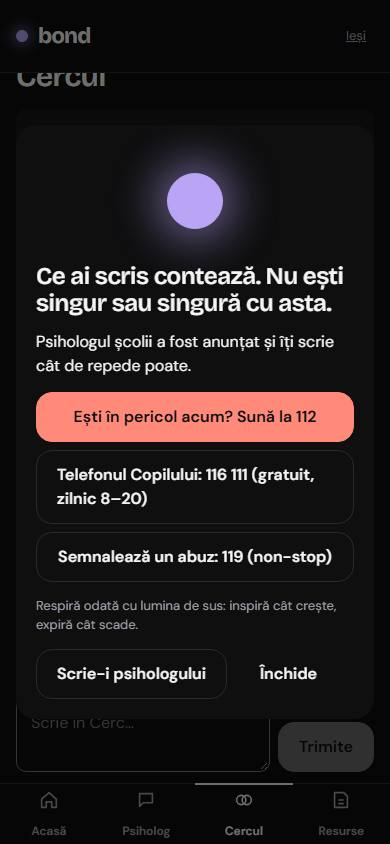 bond
Ieși
Cercul
Ce ai scris contează. Nu ești
singur sau singură cu asta.
Psihologul școlii a fost anunțat și îți scrie
cât de repede poate.
Ești în pericol acum? Sună la 112
Telefonul Copilului: 116 111 (gratuit,
zilnic 8–20)
Semnalează un abuz: 119 (non-stop)
Respiră odată cu lumina de sus: inspiră cât crește,
expiră cât scade.
Scrie-i psihologului
Închide
Scrie în Cerc...
Trimite
Acasă
Psiholog
Cercul
Resurse